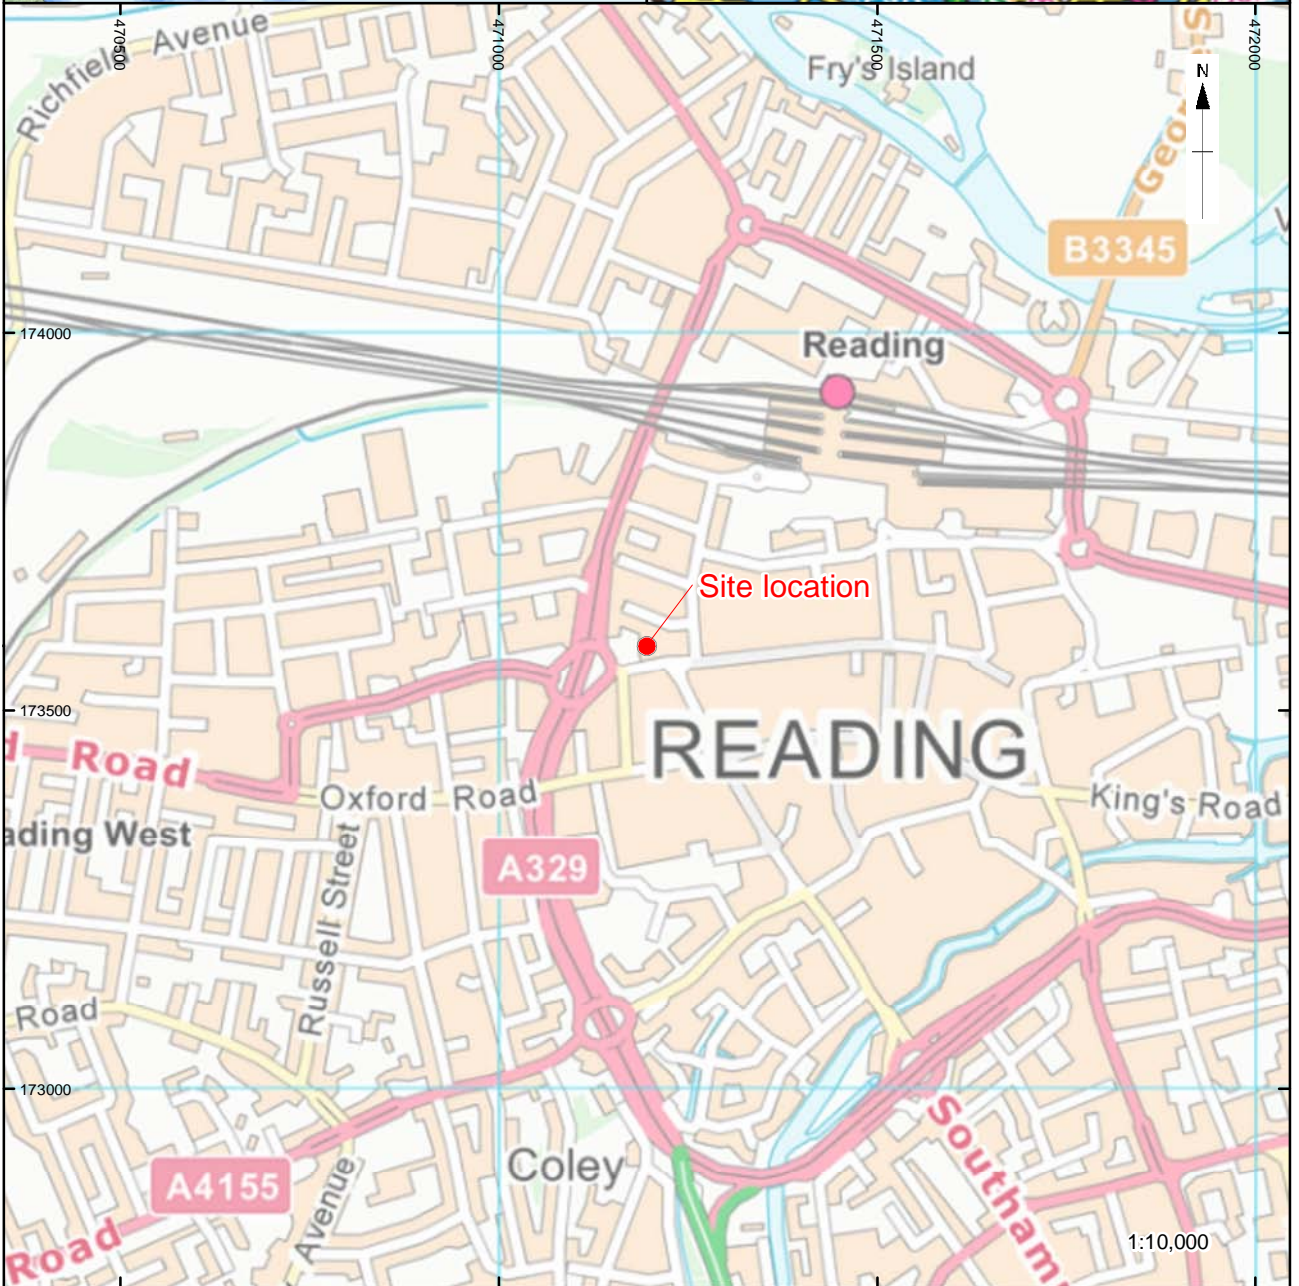 470500
471000
471500
472000
Richfield Avenue
Fry's Island
N
B3345
174000
Reading
Site location
173500
READING
Road
Oxford Road
King's Road
ading West
A329
Russell Street
Road
173000
Coley
A4155
Avenue
Road
Southam
1:10,000